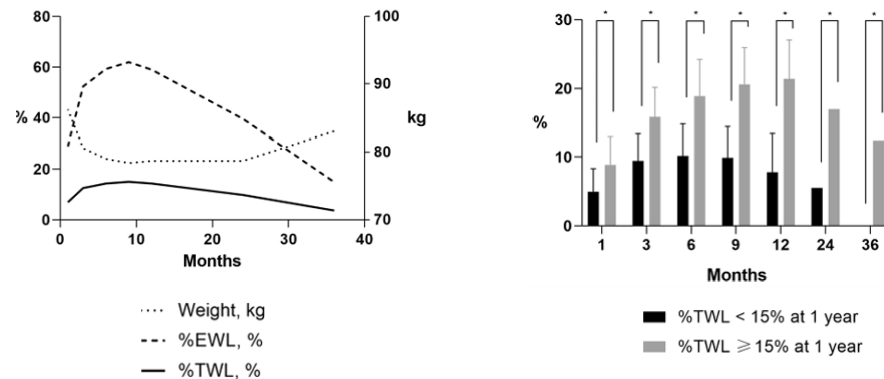 80
60
%
40
20
0
100
90
kg
80
70
0 10 20 30 40
Months
Weight, kg
%EWL, %
%TWL, %
30
20
%
10
0
* * * * * * *
1 3 6 9 12 24 36
Months
%TWL < 15% at 1 year
%TWL ≥ 15% at 1 year